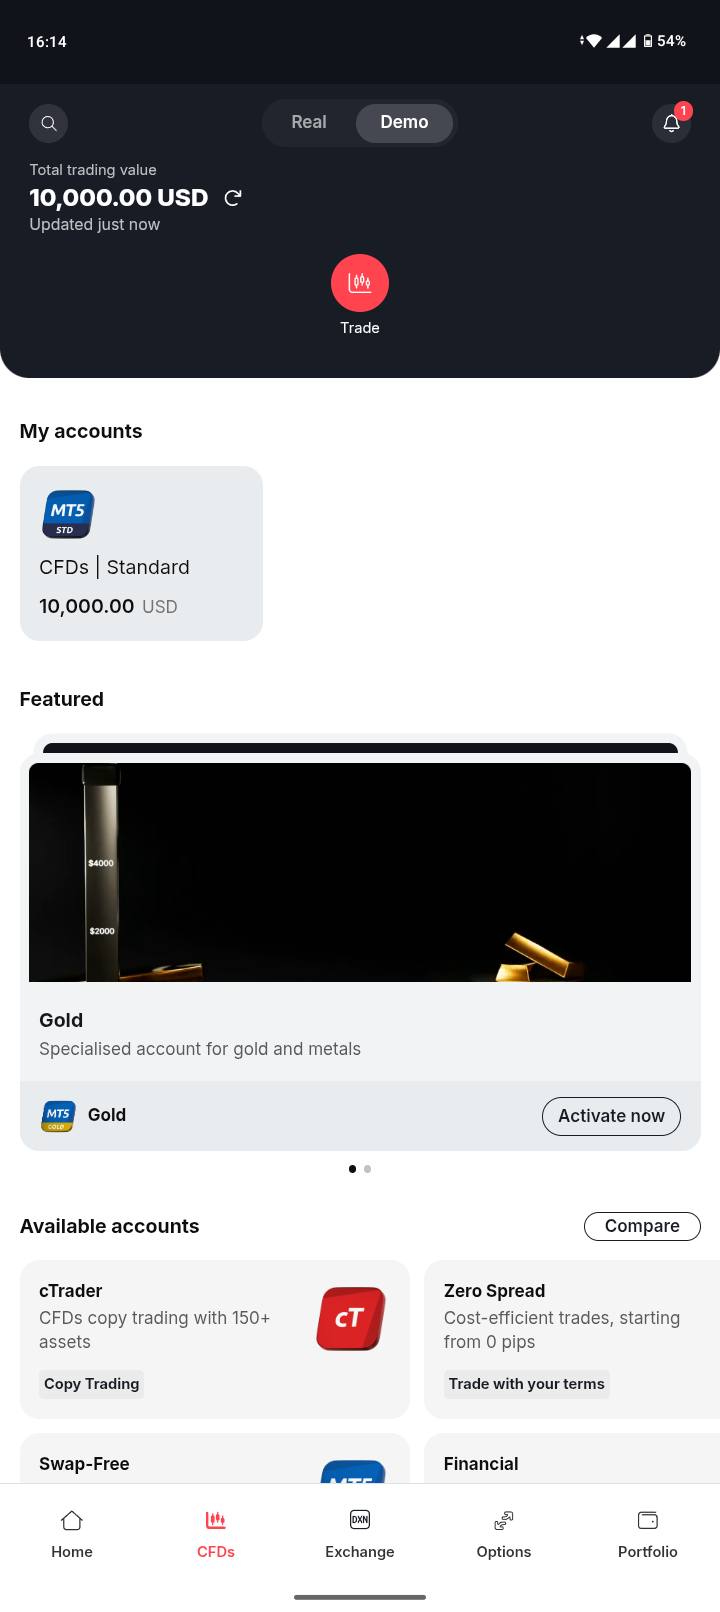 16:14
54%
Real
Demo
1
Total trading value
10,000.00 USD
Updated just now
Trade
My accounts
MT5
STD
CFDs | Standard
10,000.00 USD
Featured
$4000
$2000
Gold
Specialised account for gold and metals
MT5
GOLD
Gold
Activate now
Available accounts
Compare
cTrader
CFDs copy trading with 150+
assets
cT
Copy Trading
Zero Spread
Cost-efficient trades, starting
from 0 pips
Trade with your terms
Swap-Free
MT5
Financial
Home
CFDs
DXN
Exchange
Options
Portfolio